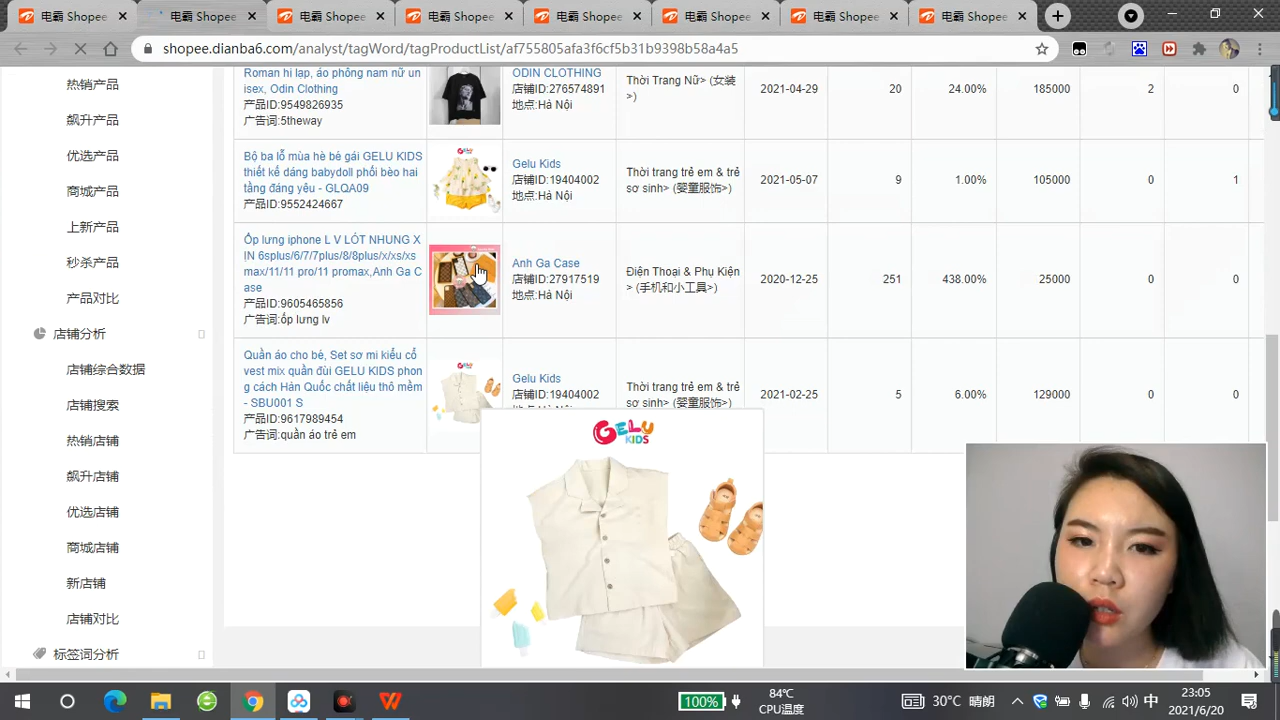 电霸 Shopee
电霸 Shopee
电霸 Shopee
电霸 Shopee
电霸 Shopee
电霸 Shopee
电霸 Shopee
电霸 Shopee
shopee.dianba6.com/analyst/tagWord/tagProductList/af755805afa3f6cf5b31b9398b58a4a5
热销产品
飙升产品
优选产品
商城产品
上新产品
秒杀产品
产品对比
店铺分析
店铺综合数据
店铺搜索
热销店铺
飙升店铺
优选店铺
商城店铺
新店铺
店铺对比
标签词分析
Roman hi lạp, áo phông nam nữ un
isex, Odin Clothing
产品ID:9549826935
广告词:5theway
ODIN CLOTHING
店铺ID:276574891
地点:Hà Nội
Thời Trang Nữ> (女装
>)
2021-04-29
20
24.00%
185000
2
0
Bộ ba lỗ mùa hè bé gái GELU KIDS
thiết kế dáng babydoll phối bèo hai
tầng đáng yêu - GLQA09
产品ID:9552424667
GELU
Gelu Kids
店铺ID:19404002
地点:Hà Nội
Thời trang trẻ em & trẻ
sơ sinh> (婴童服饰>)
2021-05-07
9
1.00%
105000
0
1
Ốp lưng iphone L V LÓT NHUNG X
ỊN 6splus/6/7/7plus/8/8plus/x/xs/xs
max/11/11 pro/11 promax,Anh Ga C
ase
产品ID:9605465856
广告词:ốp lưng lv
Anh Ga Case
店铺ID:27917519
地点:Hà Nội
Điện Thoại & Phụ Kiện
> (手机和小工具>)
2020-12-25
251
438.00%
25000
0
0
Quần áo cho bé, Set sơ mi kiểu cổ
vest mix quần đùi GELU KIDS phon
g cách Hàn Quốc chất liệu thô mềm
- SBU001 S
产品ID:9617989454
广告词:quần áo trẻ em
Gelu Kids
店铺ID:19404002
Thời trang trẻ em & trẻ
sơ sinh> (婴童服饰>)
2021-02-25
5
6.00%
129000
0
0
GELU
KIDS
100%
84℃
CPU温度
30°C 晴朗
中
23:05
2021/6/20